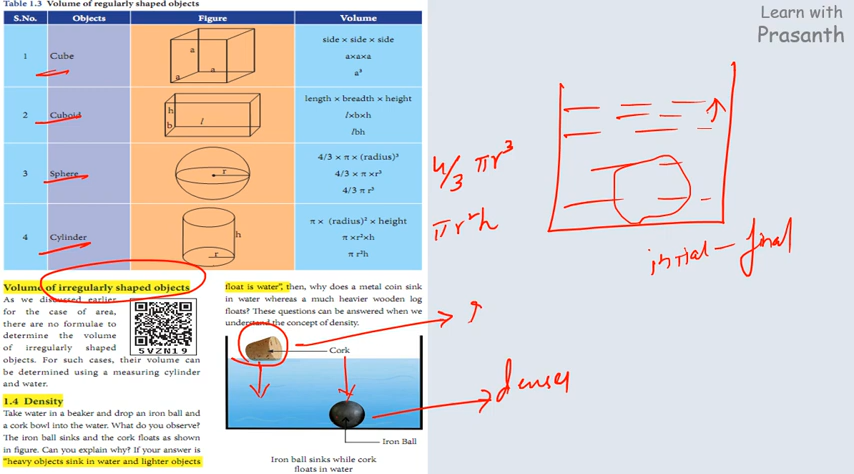 Learn with
Prasanth
Table 1.3 Volume of regularly shaped objects
S.No. Objects Figure Volume
1 Cube a a a side × side × side
a×a×a
a³
2 Cuboid h b l length × breadth × height
l×b×h
lbh
3 Sphere r 4/3 × π × (radius)³
4/3 × π ×r³
4/3 π r³
4 Cylinder h r π× (radius)² × height
π ×r²×h
π r²h
4/3 πr³
πr²h
initial - final
Volume of irregularly shaped objects
As we discussed earlier
for the case of area,
there are no formulae to
determine the volume
of irregularly shaped
objects. For such cases, their volume can
be determined using a measuring cylinder
and water.
5VZN19
1.4 Density
Take water in a beaker and drop an iron ball and
a cork bowl into the water. What do you observe?
The iron ball sinks and the cork floats as shown
in figure. Can you explain why? If your answer is
"heavy objects sink in water and lighter objects
float is water", then, why does a metal coin sink
in water whereas a much heavier wooden log
floats? These questions can be answered when we
understand the concept of density.
Cork
Iron Ball
Iron ball sinks while cork
floats in water
denser